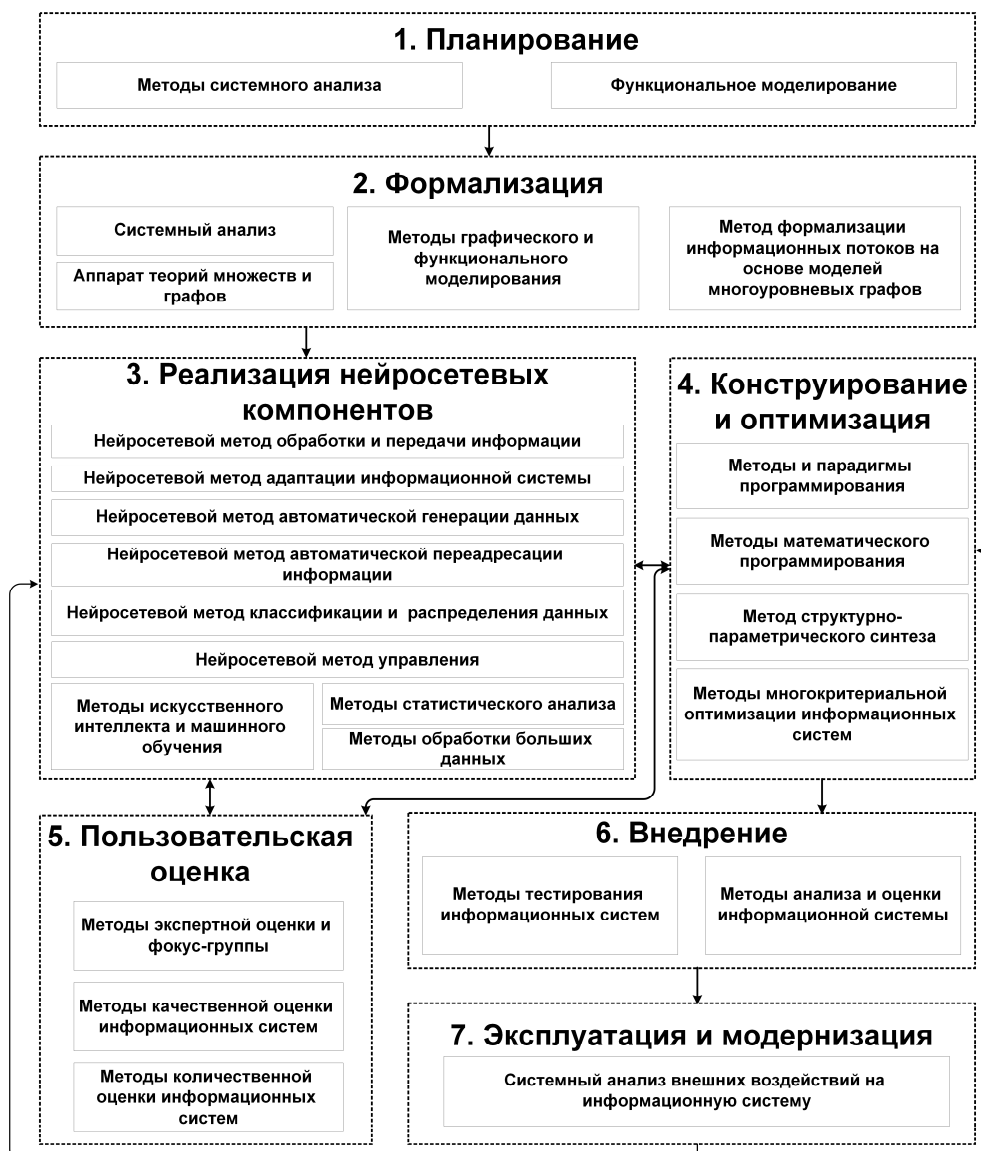 1. Планирование
Методы системного анализа
Функциональное моделирование
2. Формализация
Системный анализ
Аппарат теорий множеств и
графов
Методы графического и
функционального
моделирования
Метод формализации
информационных потоков на
основе моделей
многоуровневых графов
3. Реализация нейросетевых
компонентов
Нейросетевой метод обработки и передачи информации
Нейросетевой метод адаптации информационной системы
Нейросетевой метод автоматической генерации данных
Нейросетевой метод автоматической переадресации
информации
Нейросетевой метод классификации и распределения данных
Нейросетевой метод управления
Методы искусственного
интеллекта и машинного
обучения
Методы статистического анализа
Методы обработки больших
данных
4. Конструирование
и оптимизация
Методы и парадигмы
программирования
Методы математического
программирования
Метод структурно-
параметрического синтеза
Методы многокритериальной
оптимизации информационных
систем
5. Пользовательская
оценка
Методы экспертной оценки и
фокус-группы
Методы качественной оценки
информационных систем
Методы количественной
оценки информационных
систем
6. Внедрение
Методы тестирования
информационных систем
Методы анализа и оценки
информационной системы
7. Эксплуатация и модернизация
Системный анализ внешних воздействий на
информационную систему